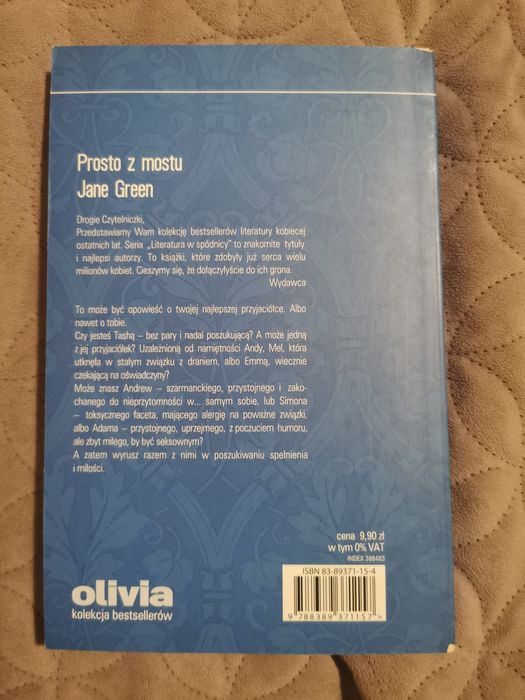 Prosto z mostu
Jane Green
Drogie Czytelniczki,
Przedstawiamy Wam kolekcję bestsellerów literatury kobiecej
ostatnich lat. Seria „Literatura w spódnicy" to znakomite tytuły
i najlepsi autorzy. To książki, które zdobyły już serca wielu
milionów kobiet. Cieszymy się, że dołączyłyście do ich grona.
Wydawca
To może być opowieść o twojej najlepszej przyjaciółce. Albo
nawet o tobie.
Czy jesteś Tashą – bez pary i nadal poszukującą? A może jedną
z jej przyjaciółek? Uzależnioną od namiętności Andy, Mel, która
utknęła w stałym związku z draniem, albo Emmą, wiecznie
czekającą na oświadczyny?
Może znasz Andrew – szarmanckiego, przystojnego i zako-
chanego do nieprzytomności w... samym sobie, lub Simona
– toksycznego faceta, mającego alergię na poważne związki,
albo Adama – przystojnego, uprzejmego, z poczuciem humoru,
ale zbyt miłego, by być seksownym?
A zatem wyrusz razem z nimi w poszukiwaniu spełnienia
i miłości.
cena 9,90 zł
w tym 0% VAT
INDEX 388483
ISBN 83-89371-15-4
9 788389 371157 >
olivia
kolekcja bestsellerów